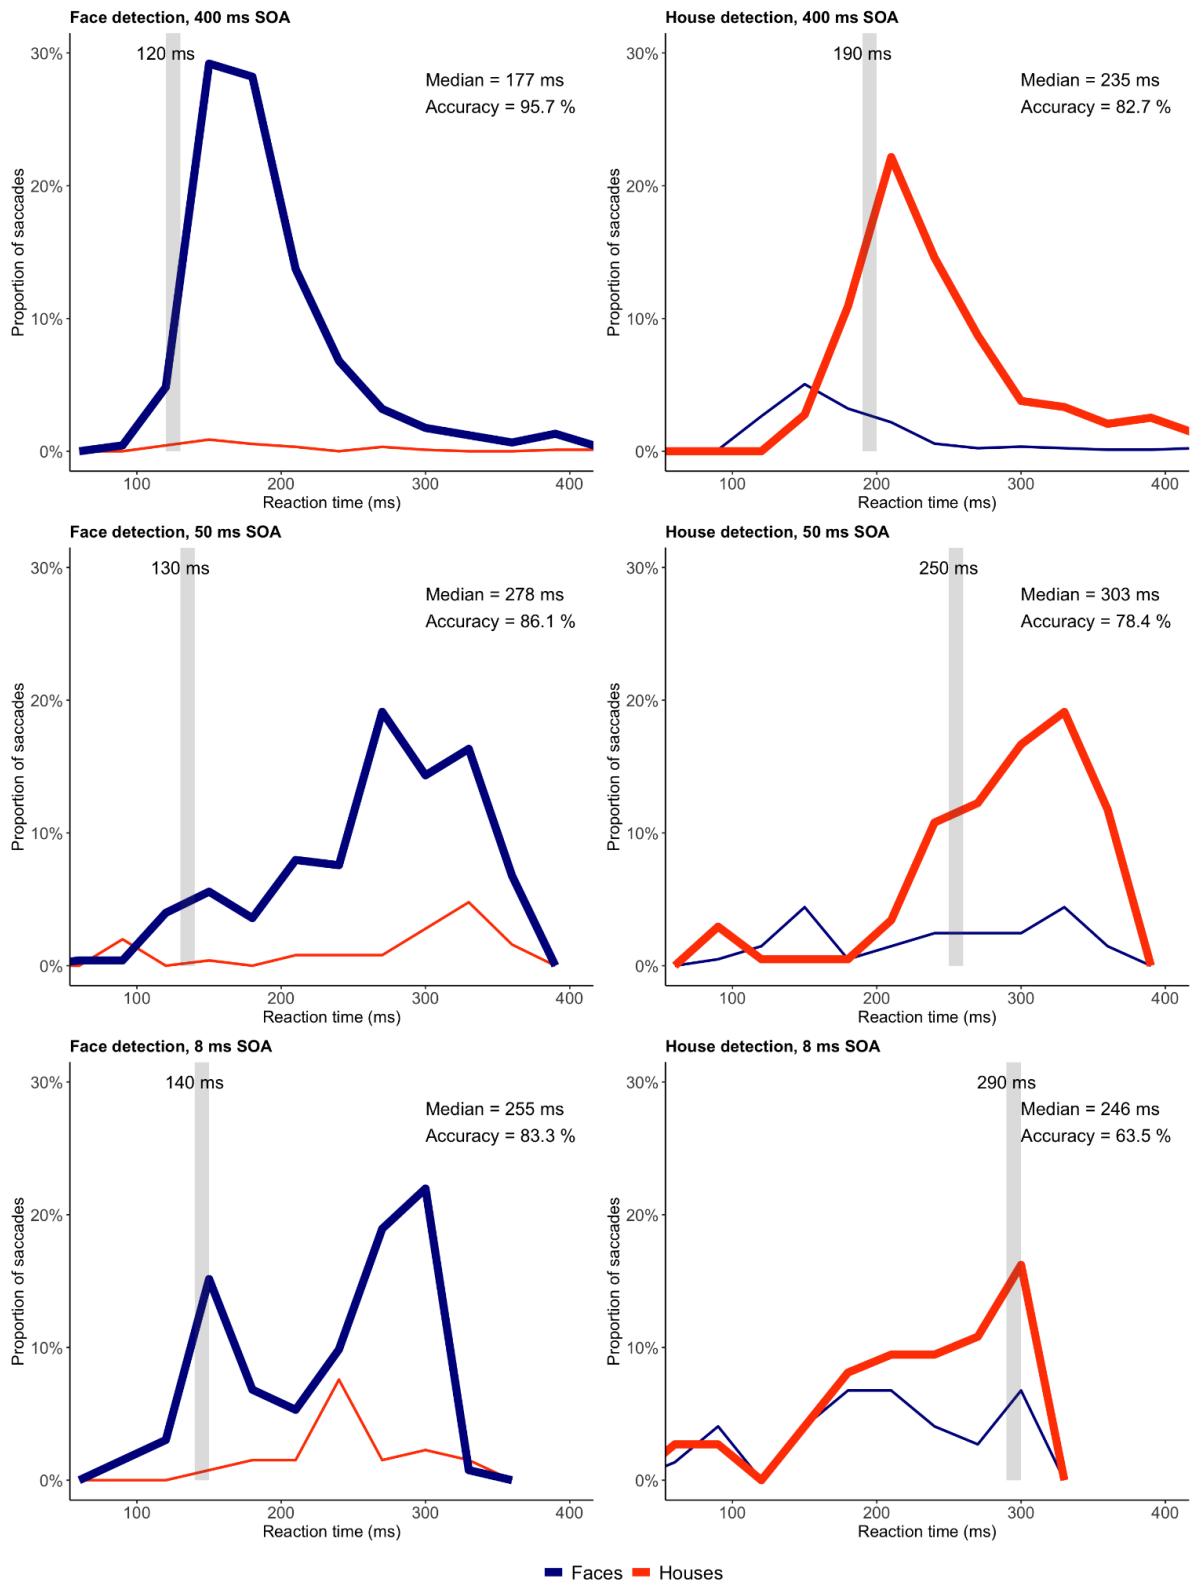 Face detection, 400 ms SOA
30%
20%
10%
0%
Proportion of saccades
120 ms
Median = 177 ms
Accuracy = 95.7 %
100 200 300 400
Reaction time (ms)
House detection, 400 ms SOA
30%
20%
10%
0%
Proportion of saccades
190 ms
Median = 235 ms
Accuracy = 82.7 %
100 200 300 400
Reaction time (ms)
Face detection, 50 ms SOA
30%
20%
10%
0%
Proportion of saccades
130 ms
Median = 278 ms
Accuracy = 86.1 %
100 200 300 400
Reaction time (ms)
House detection, 50 ms SOA
30%
20%
10%
0%
Proportion of saccades
250 ms
Median = 303 ms
Accuracy = 78.4 %
100 200 300 400
Reaction time (ms)
Face detection, 8 ms SOA
30%
20%
10%
0%
Proportion of saccades
140 ms
Median = 255 ms
Accuracy = 83.3 %
100 200 300 400
Reaction time (ms)
House detection, 8 ms SOA
30%
20%
10%
0%
Proportion of saccades
290 ms
Median = 246 ms
Accuracy = 63.5 %
100 200 300 400
Reaction time (ms)
Faces Houses